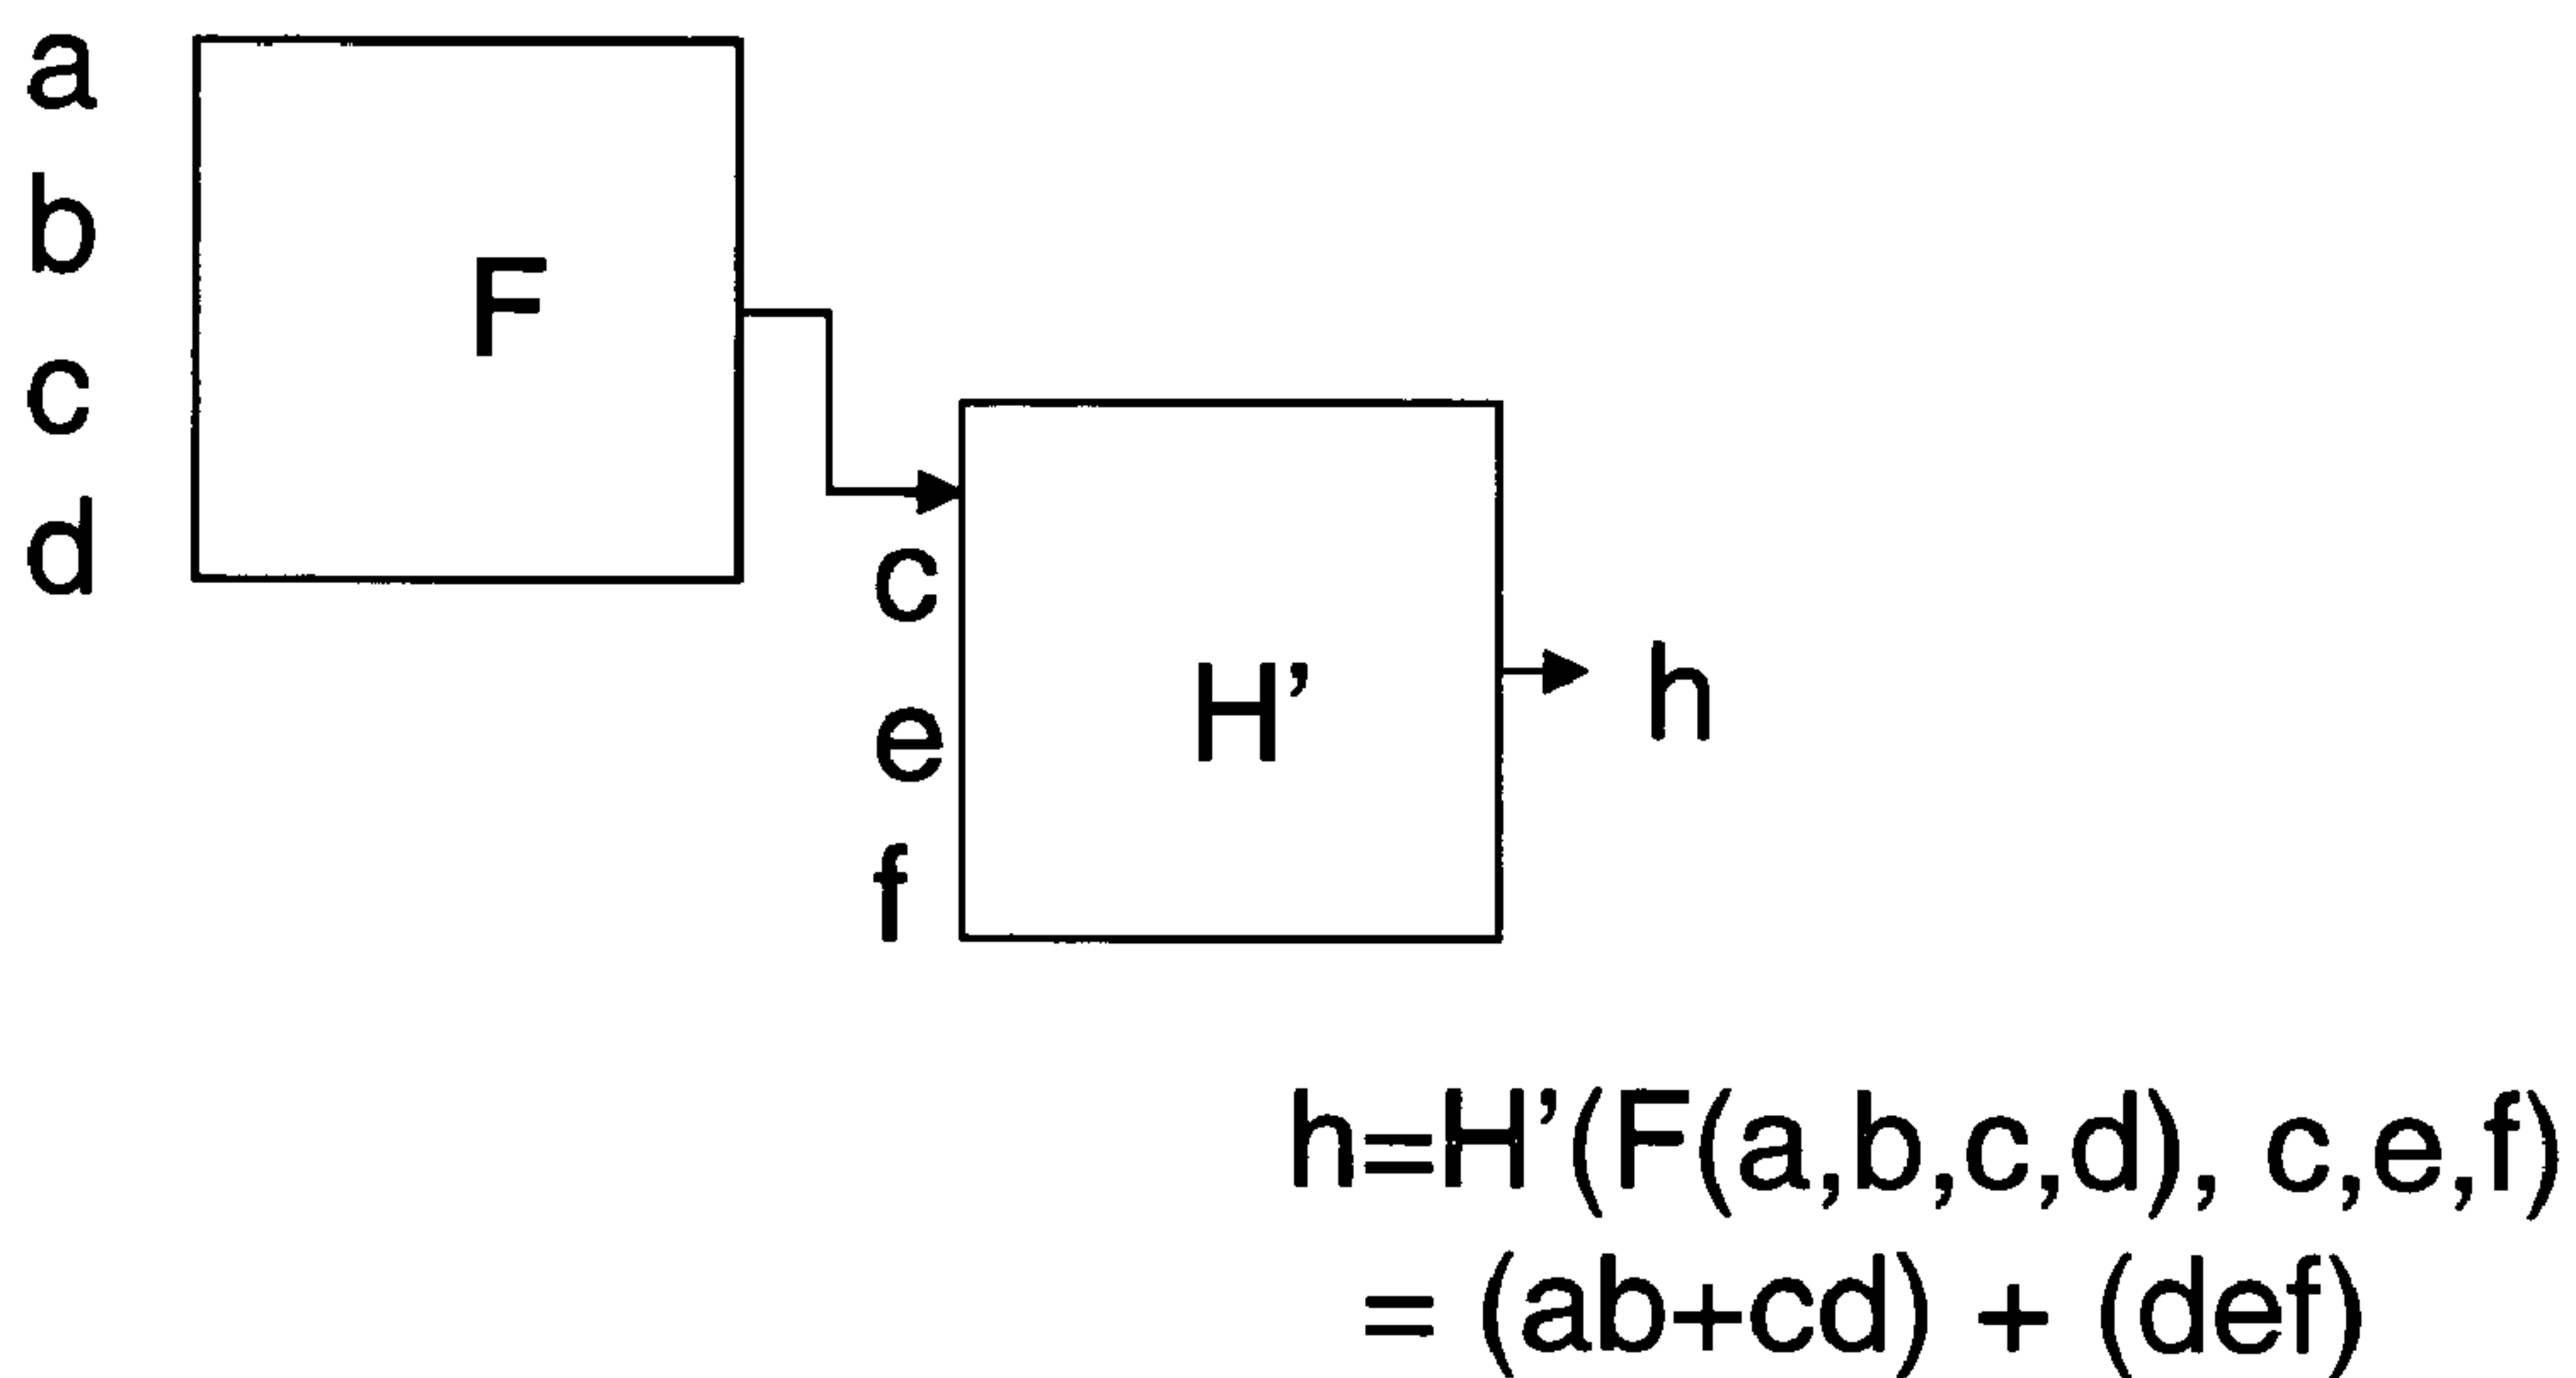 a
b
c
d
F
c
e
f
H’
h
h=H’(F(a,b,c,d), c,e,f)
= (ab+cd) + (def)